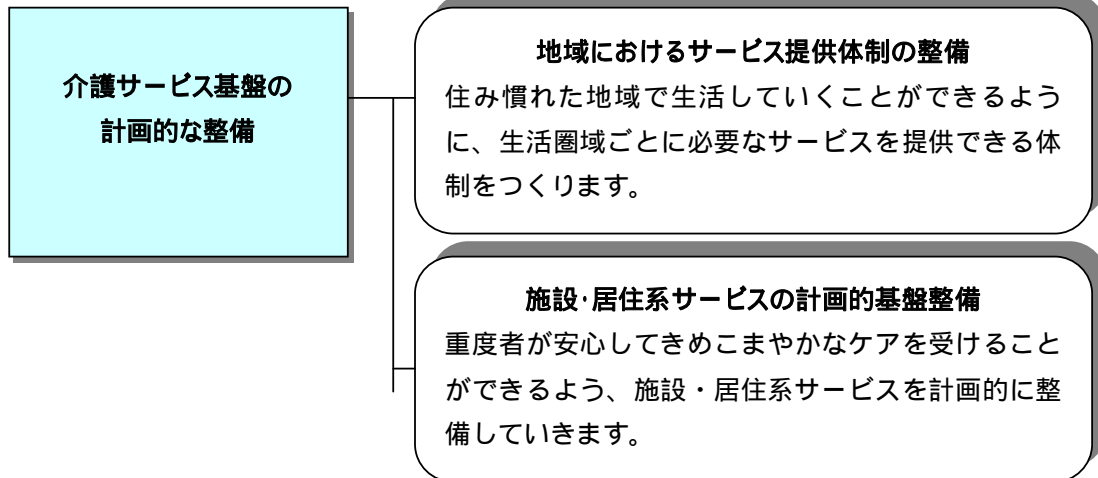 介護サービス基盤の
計画的な整備
地域におけるサービス提供体制の整備
住み慣れた地域で生活していくことができるよう
に、生活圏域ごとに必要なサービスを提供できる体
制をつくります。
施設･居住系サービスの計画的基盤整備
重度者が安心してきめこまやかなケアを受けること
ができるよう、施設・居住系サービスを計画的に整
備していきます。